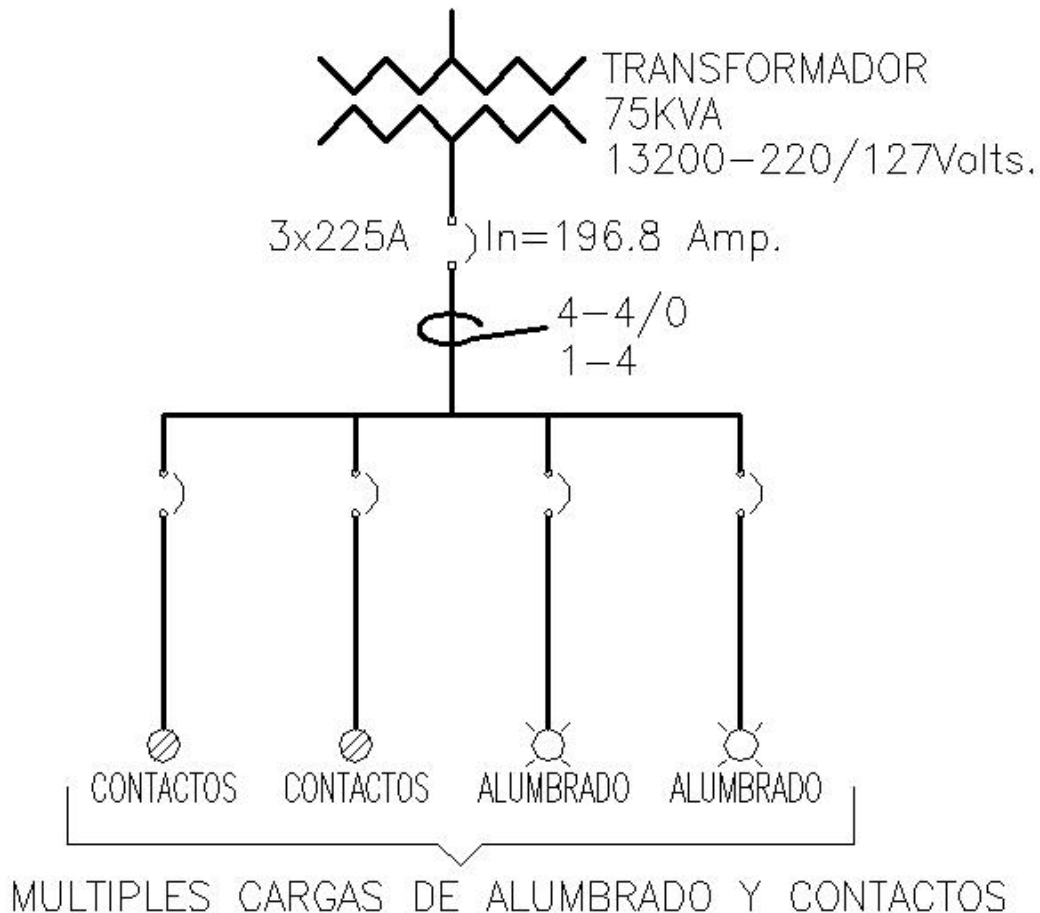 TRANSFORMADOR
75KVA
13200-220/127Volts.
3x225A In=196.8 Amp.
4-4/0
1-4
CONTACTOS CONTACTOS ALUMBRADO ALUMBRADO
MULTIPLES CARGAS DE ALUMBRADO Y CONTACTOS